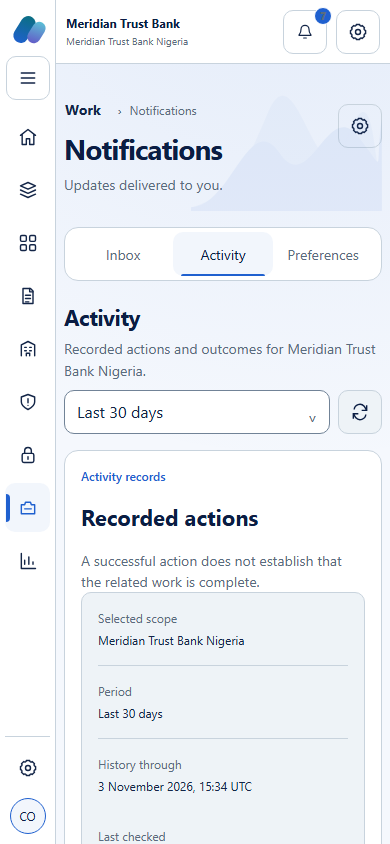 Meridian Trust Bank
Meridian Trust Bank Nigeria
Work › Notifications
Notifications
Updates delivered to you.
Inbox
Activity
Preferences
Activity
Recorded actions and outcomes for Meridian Trust
Bank Nigeria.
Last 30 days
Activity records
Recorded actions
A successful action does not establish that
the related work is complete.
Selected scope
Meridian Trust Bank Nigeria
Period
Last 30 days
History through
3 November 2026, 15:34 UTC
Last checked
CO